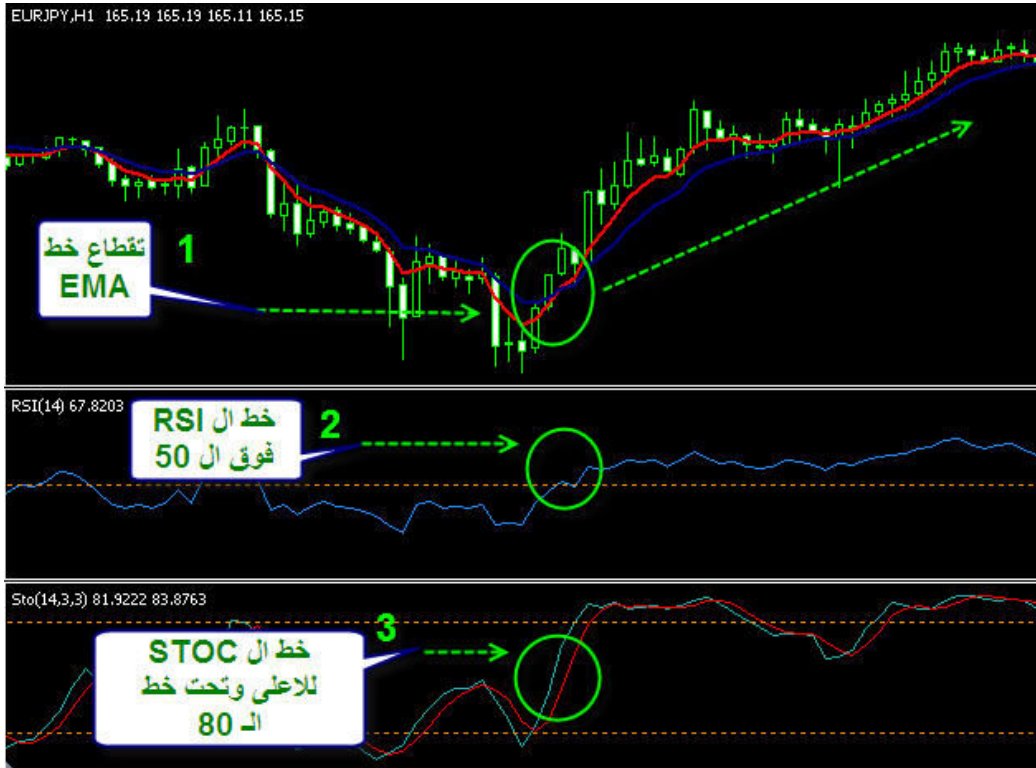 EURJPY,H1 165.19 165.19 165.11 165.15
تقطاع خط
EMA
1
RSI(14) 67.8203
خط ال RSI
فوق ال 50
2
Sto(14,3,3) 81.9222 83.8763
خط ال STOC
للاعلى وتحت خط
الـ 80
3